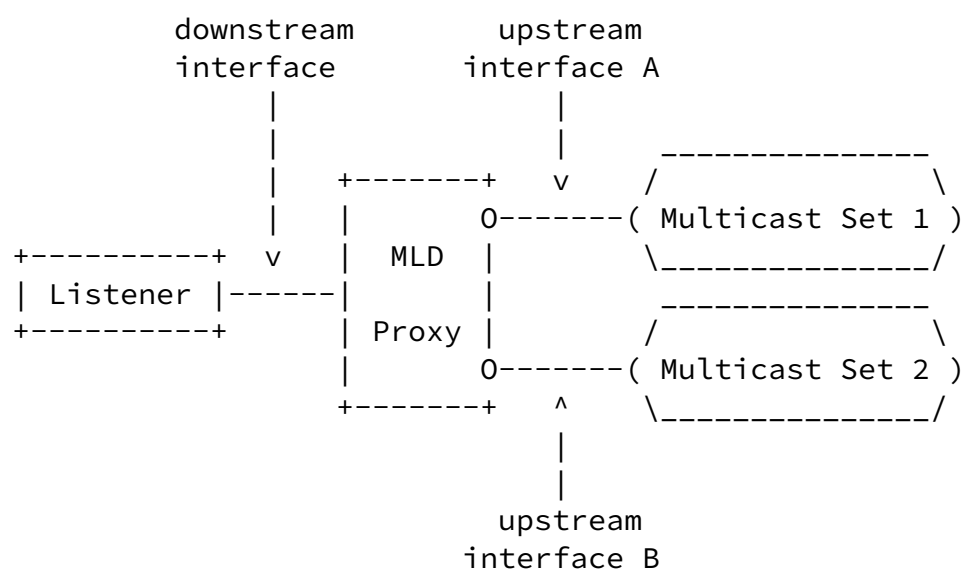 downstream upstream
interface interface A
Multicast Set 1
MLD
Listener
Proxy
Multicast Set 2
upstream
interface B